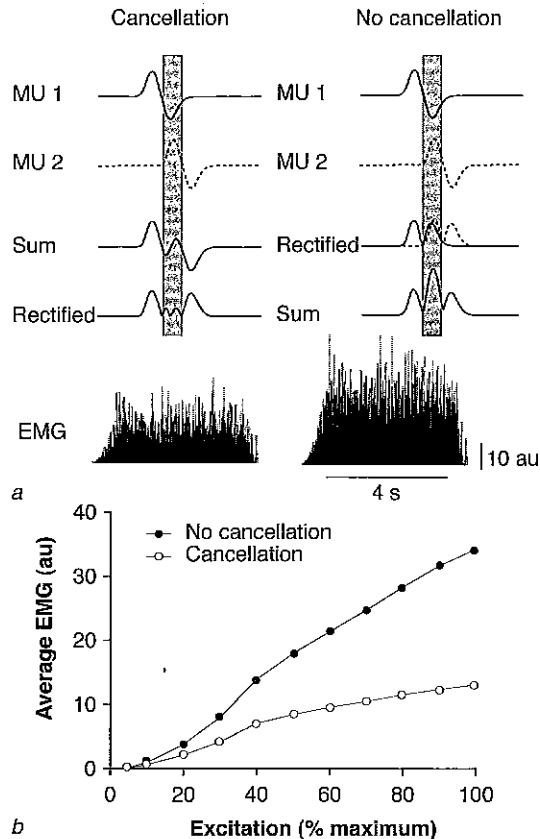 Cancellation
No cancellation
MU 1
MU 1
MU 2
MU 2
Sum
Rectified
Rectified
Sum
EMG
10 au
4 s
a
No cancellation
Cancellation
Average EMG (au)
40
30
20
10
0
0 20 40 60 80 100
Excitation (% maximum)
b